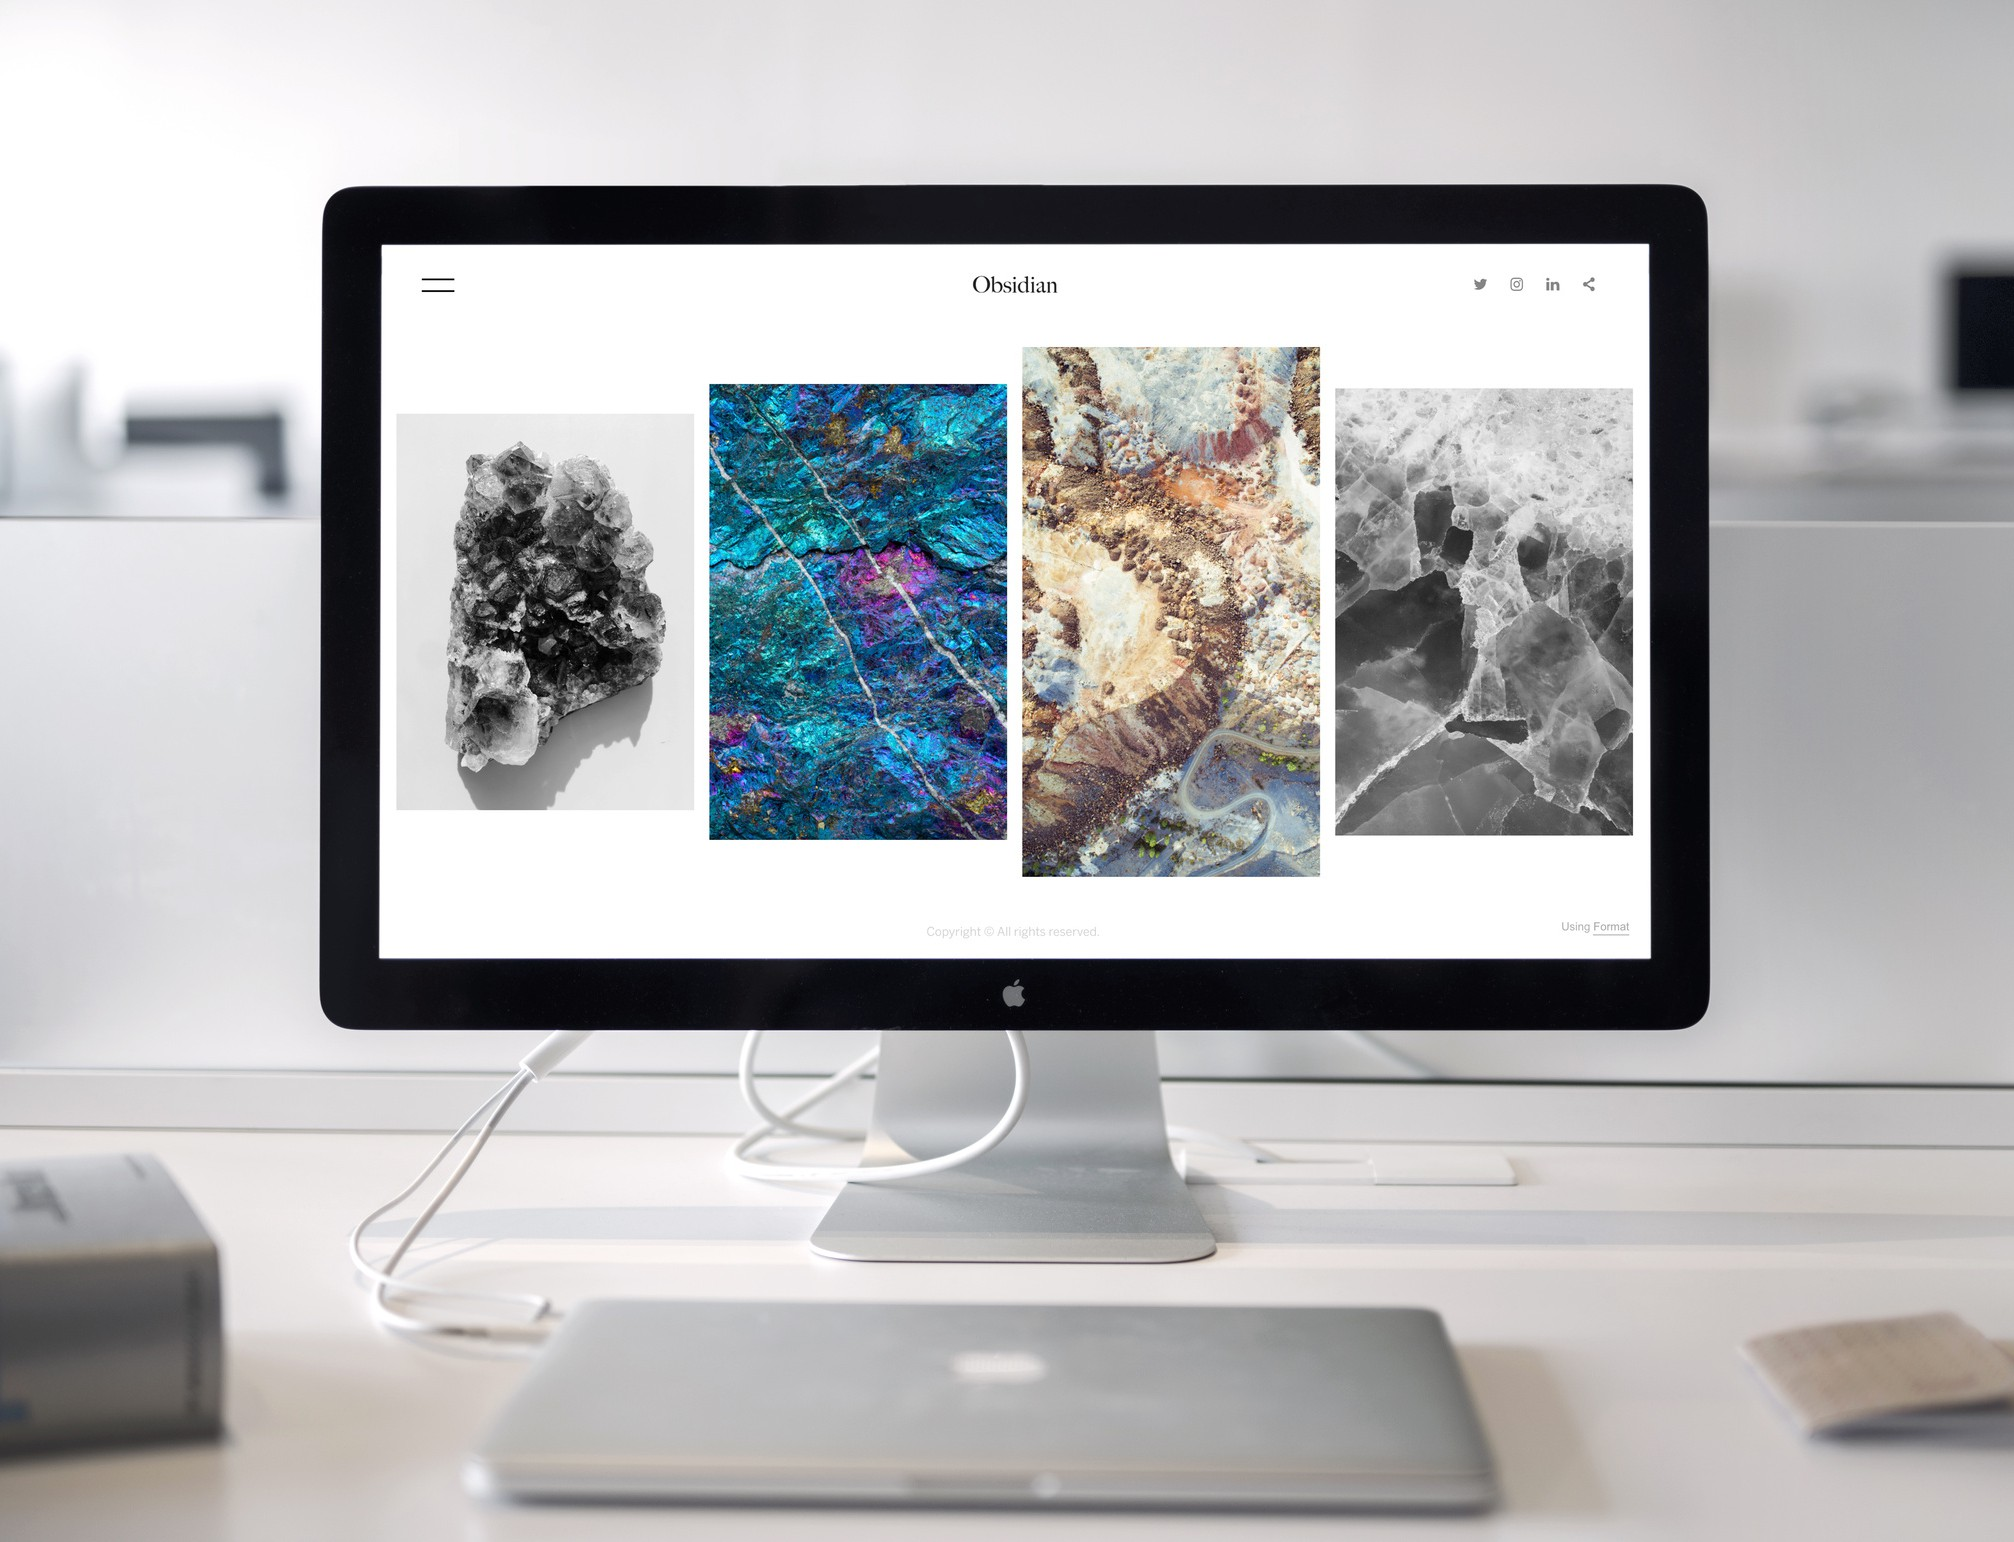 Obsidian
Copyright © All rights reserved.
Using Format